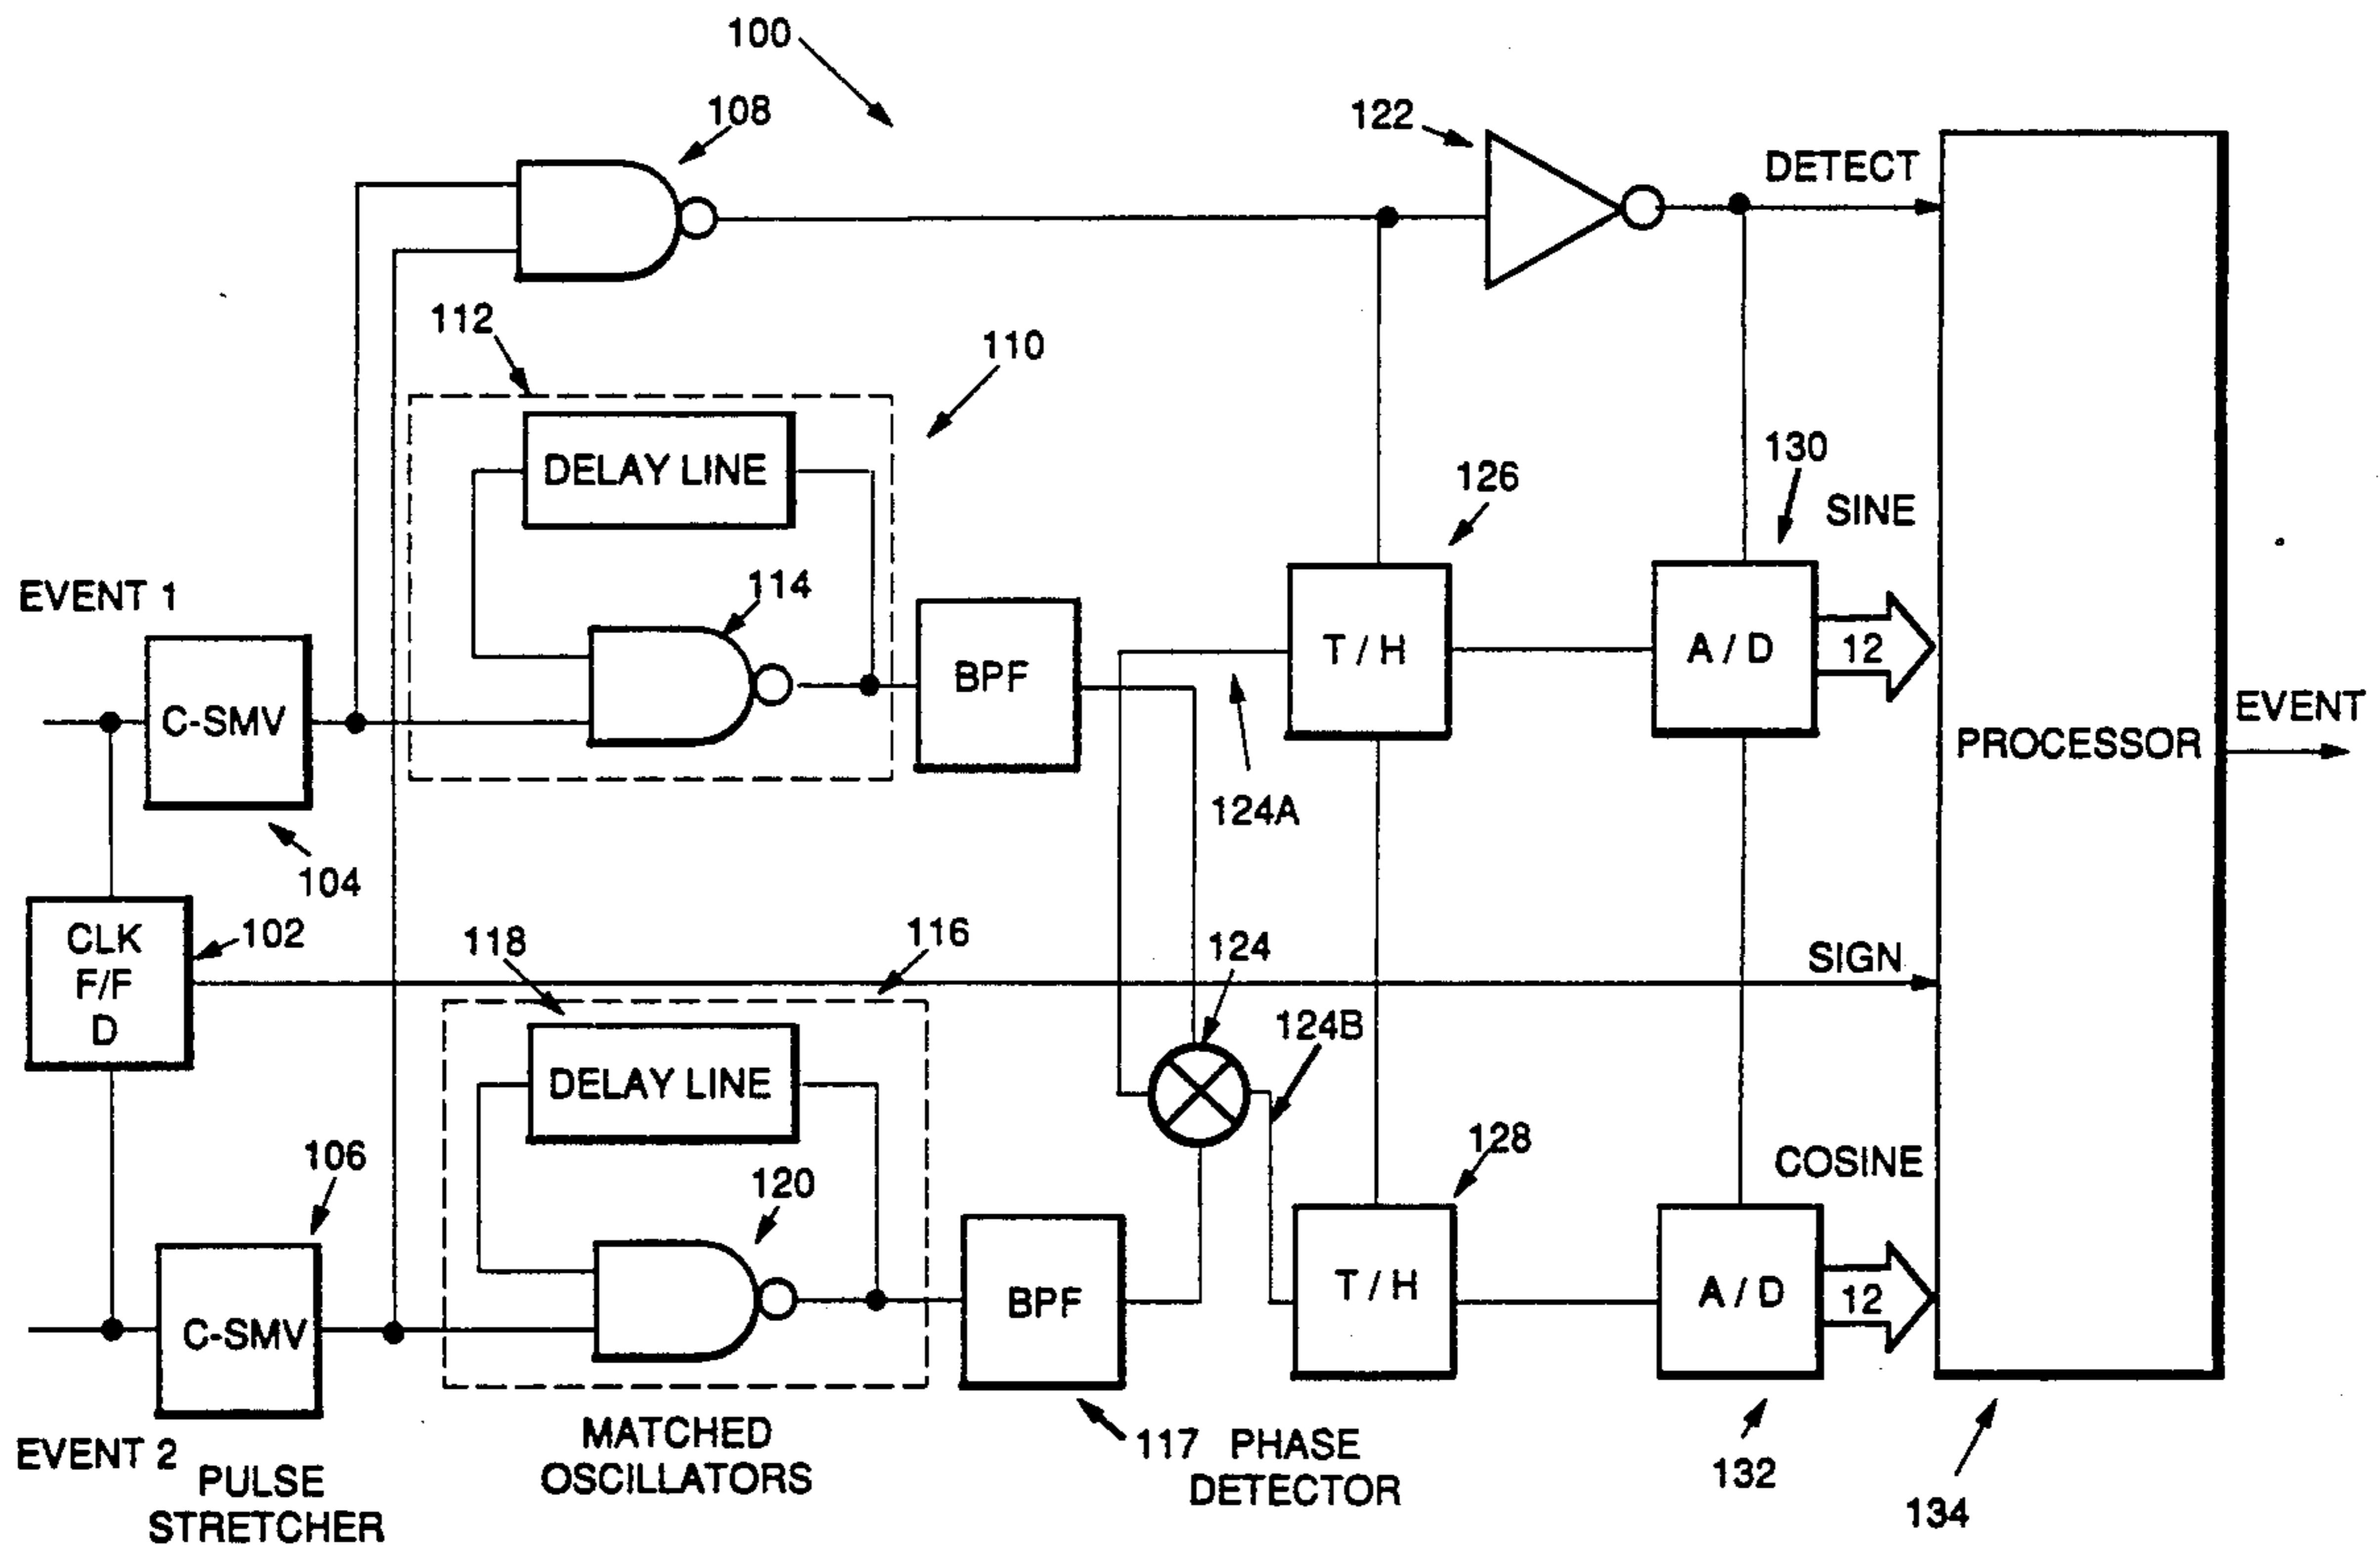 100
108
122
DETECT
112
110
DELAY LINE
130
126
SINE
EVENT 1
114
T / H
A / D
12
BPF
C-SMV
EVENT
PROCESSOR
124A
104
CLK
F/F
D
102
118
116
124
SIGN
124B
DELAY LINE
106
120
128
COSINE
C-SMV
BPF
T / H
A / D
12
EVENT 2
PULSE
STRETCHER
MATCHED
OSCILLATORS
117 PHASE
DETECTOR
132
134